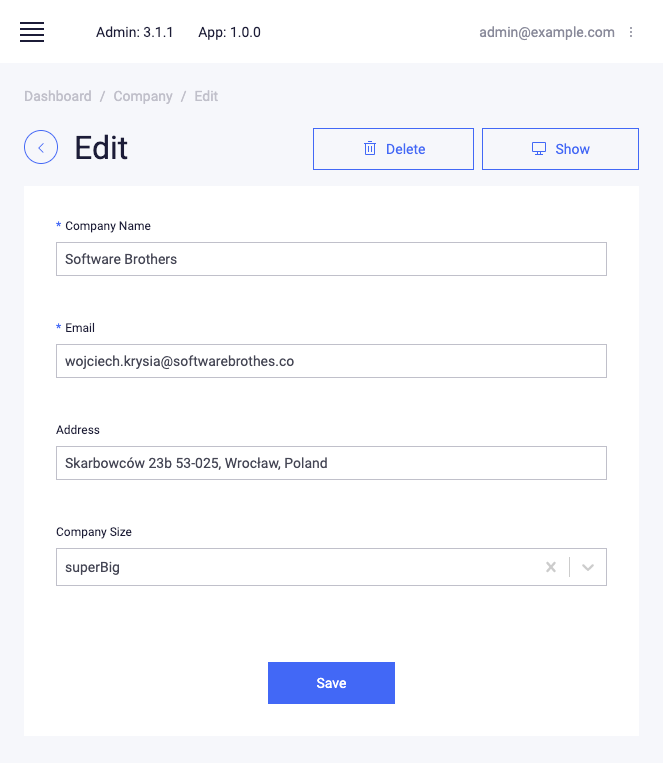 Admin: 3.1.1 App: 1.0.0 admin@example.com
Dashboard / Company / Edit
Edit Delete Show
* Company Name
Software Brothers
* Email
wojciech.krysia@softwarebrothes.co
Address
Skarbowców 23b 53-025, Wrocław, Poland
Company Size
superBig
Save